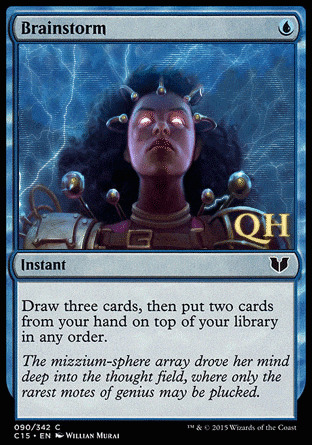 Brainstorm
QH
Instant
Draw three cards, then put two cards
from your hand on top of your library
in any order.
The mizzium-sphere array drove her mind
deep into the thought field, where only the
rarest motes of genius may be plucked.
090/342 C
C15 • EN Willian Murai
™ & © 2015 Wizards of the Coast